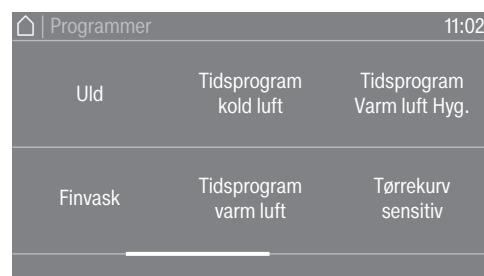 | Programmer
11:02
Uld
Tidsprogram
kold luft
Tidsprogram
Varm luft Hyg.
Finvask
Tidsprogram
varm luft
Tørrekurv
sensitiv